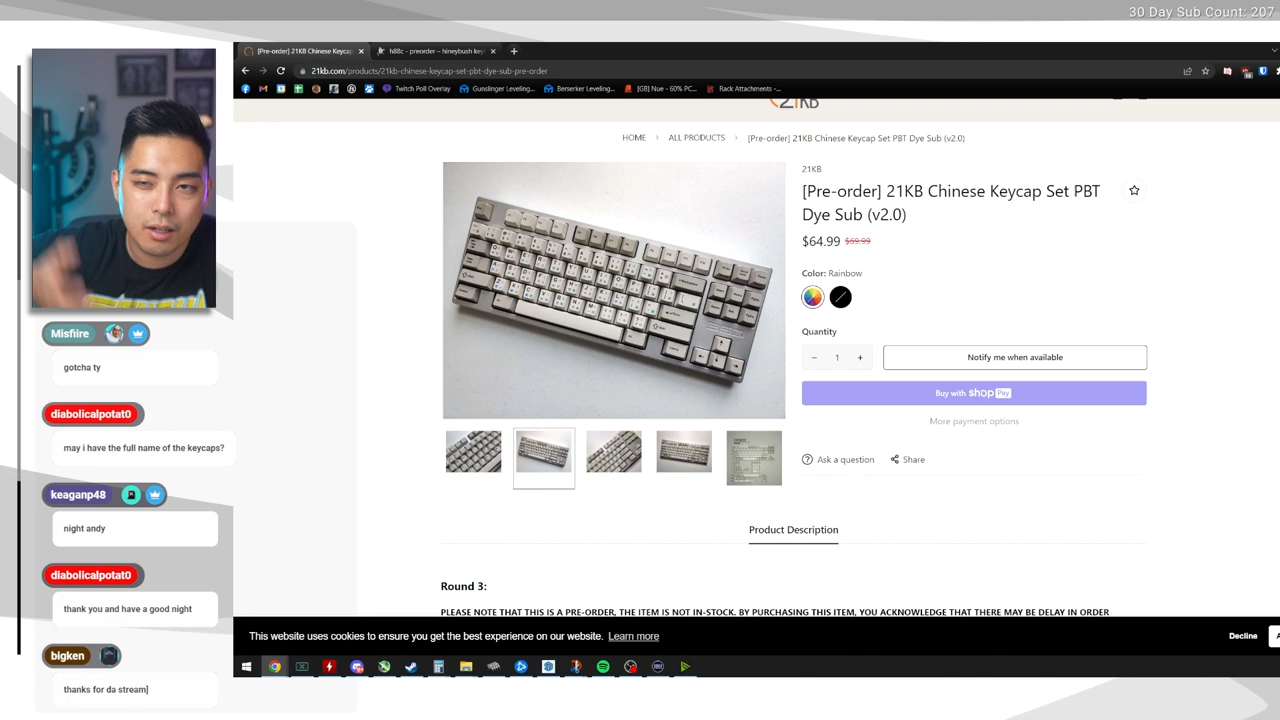 30 Day Sub Count: 207
[Pre-order] 21KB Chinese Keycap
h88c - preorder – hineybush key
21kb.com/products/21kb-chinese-keycap-set-pbt-dye-sub-pre-order
Twitch Poll Overlay
Gunslinger Leveling...
Berserker Leveling...
[GB] Nue - 60% PC...
Rack Attachments -...
21KB
HOME > ALL PRODUCTS > [Pre-order] 21KB Chinese Keycap Set PBT Dye Sub (v2.0)
21KB
[Pre-order] 21KB Chinese Keycap Set PBT
Dye Sub (v2.0)
$64.99 $69.99
Color: Rainbow
Quantity
− 1 +
Notify me when available
Buy with shop Pay
More payment options
Ask a question
Share
Product Description
Round 3:
PLEASE NOTE THAT THIS IS A PRE-ORDER, THE ITEM IS NOT IN-STOCK. BY PURCHASING THIS ITEM, YOU ACKNOWLEDGE THAT THERE MAY BE DELAY IN ORDER
This website uses cookies to ensure you get the best experience on our website. Learn more
Decline
Misfiire
gotcha ty
diabolicalpotat0
may i have the full name of the keycaps?
keaganp48
night andy
diabolicalpotat0
thank you and have a good night
bigken
thanks for da stream]